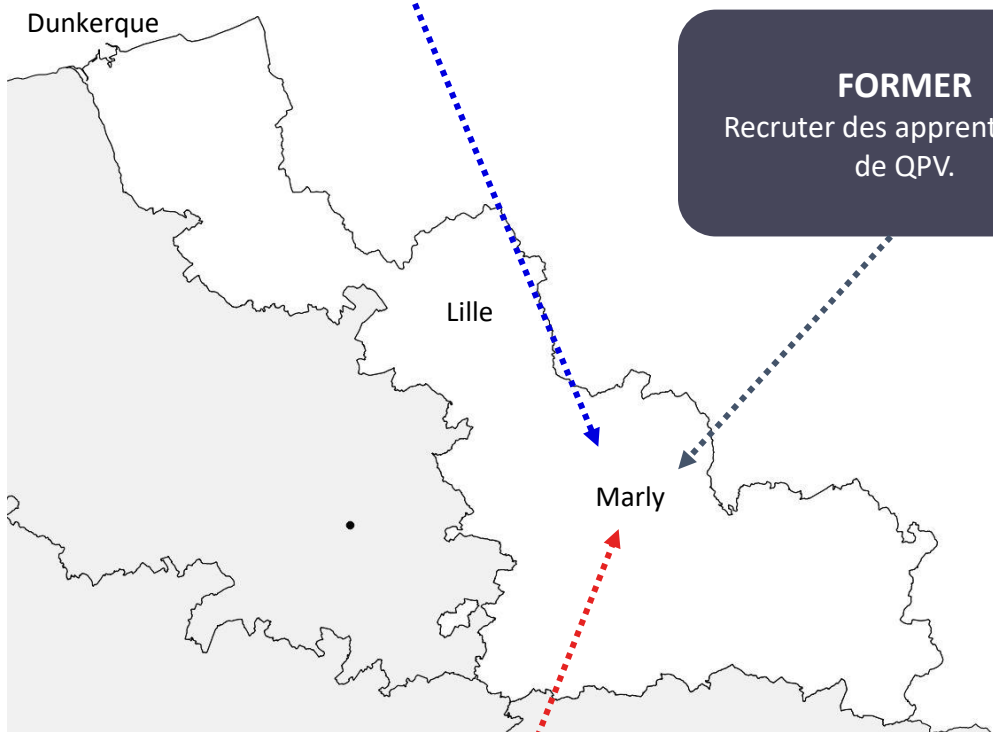 Dunkerque
FORMER
Recruter des apprent
de QPV.
Lille
Marly